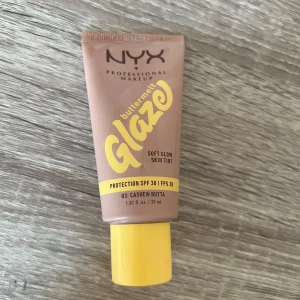 NYX
PROFESSIONAL
MAKEUP
buttermelt
Glaze
SOFT GLOW
SKIN TINT
PROTECTION SPF 30 | FPS 30
03: CASHEW BUTTA
1.01 fl. oz. / 30 ml